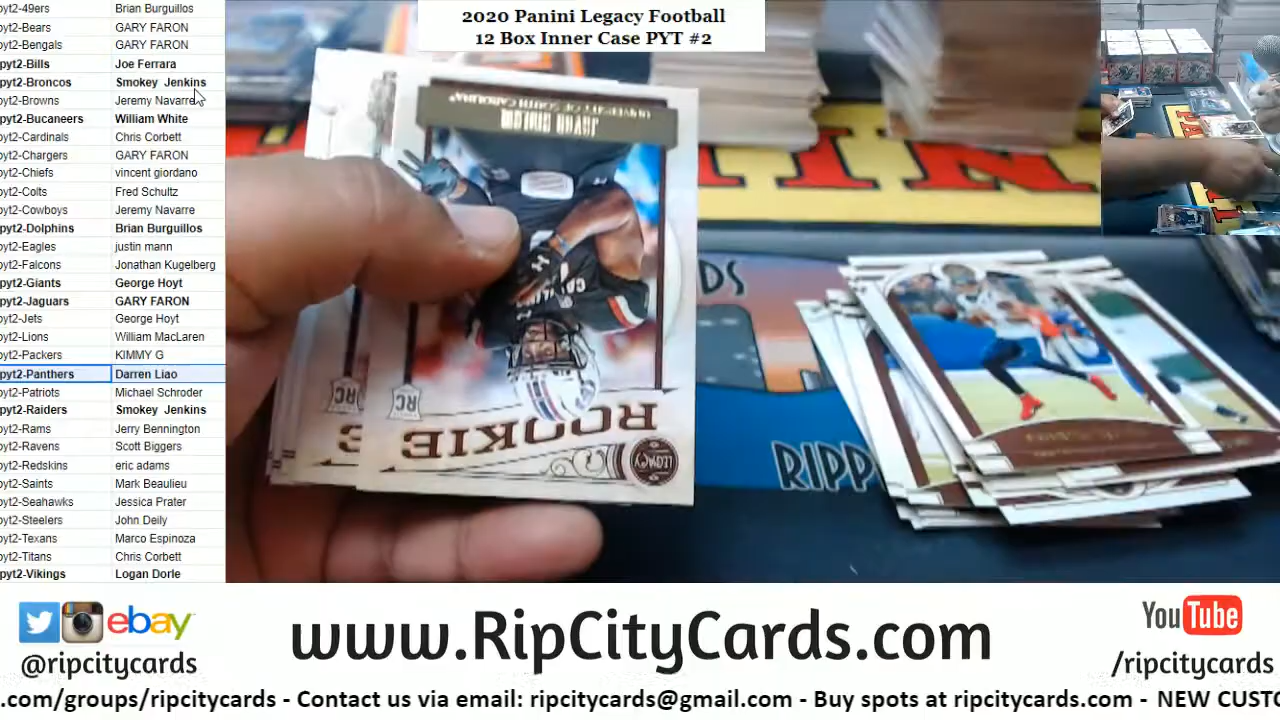 2020 Panini Legacy Football
12 Box Inner Case PYT #2
pyt2-49ers Brian Burguillos
pyt2-Bears GARY FARON
pyt2-Bengals GARY FARON
pyt2-Bills Joe Ferrara
pyt2-Broncos Smokey Jenkins
pyt2-Browns Jeremy Navarre
pyt2-Bucaneers William White
pyt2-Cardinals Chris Corbett
pyt2-Chargers GARY FARON
pyt2-Chiefs vincent giordano
pyt2-Colts Fred Schultz
pyt2-Cowboys Jeremy Navarre
pyt2-Dolphins Brian Burguillos
pyt2-Eagles justin mann
pyt2-Falcons Jonathan Kugelberg
pyt2-Giants George Hoyt
pyt2-Jaguars GARY FARON
pyt2-Jets George Hoyt
pyt2-Lions William MacLaren
pyt2-Packers KIMMY G
pyt2-Panthers Darren Liao
pyt2-Patriots Michael Schroder
pyt2-Raiders Smokey Jenkins
pyt2-Rams Jerry Bennington
pyt2-Ravens Scott Biggers
pyt2-Redskins eric adams
pyt2-Saints Mark Beaulieu
pyt2-Seahawks Jessica Prater
pyt2-Steelers John Deily
pyt2-Texans Marco Espinoza
pyt2-Titans Chris Corbett
pyt2-Vikings Logan Dorle
UNIVERSITY OF SOUTH CAROLINA
ROOKIE
LEGACY
RC
RC
RDS
RIPP
ebay
@ripcitycards
www.RipCityCards.com
YouTube
/ripcitycards
.com/groups/ripcitycards - Contact us via email: ripcitycards@gmail.com - Buy spots at ripcitycards.com - NEW CUSTO